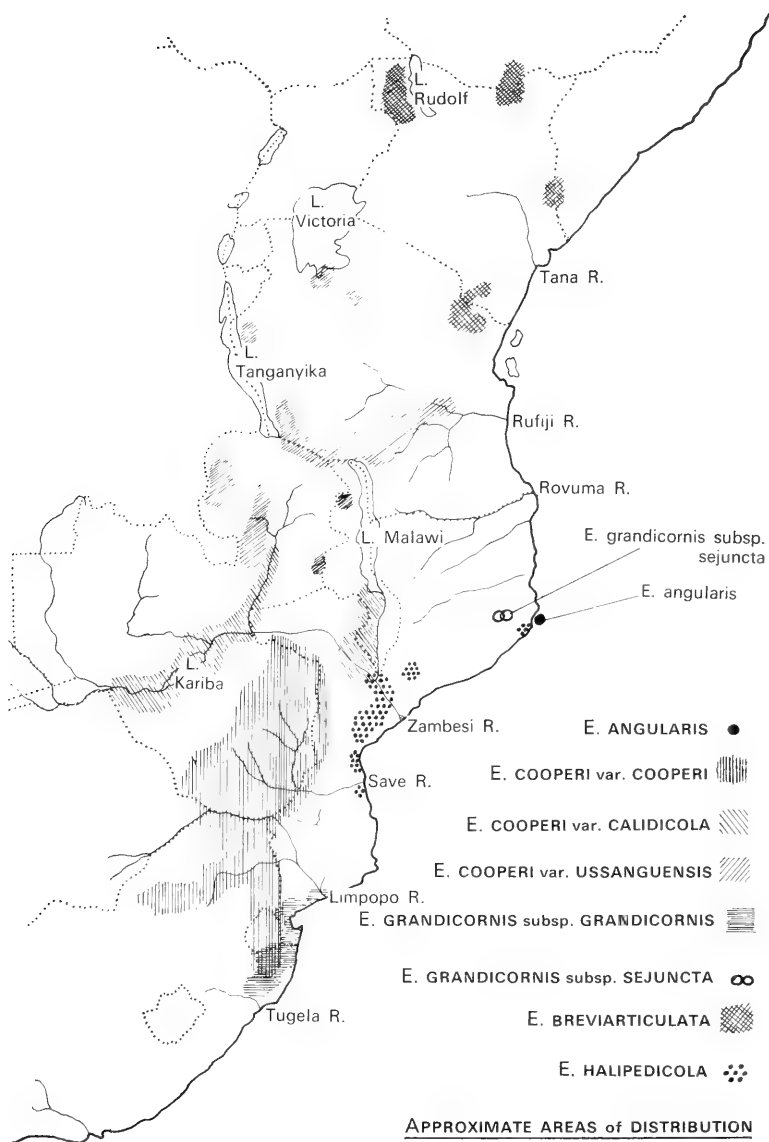 L.
Rudolf
L.
Victoria
Tana R.
L.
Tanganyika
Rufiji R.
Rovuma R.
L. Malawi
E. grandicornis subsp.
sejuncta
E. angularis
L.
Kariba
Zambesi R.
E. ANGULARIS
E. COOPERI var. COOPERI
Save R.
E. COOPERI var. CALIDICOLA
E. COOPERI var. USSANGUENSIS
Limpopo R.
E. GRANDICORNIS subsp. GRANDICORNIS
E. GRANDICORNIS subsp. SEJUNCTA
E. BREVIARTICULATA
Tugela R.
E. HALIPEDICOLA
APPROXIMATE AREAS of DISTRIBUTION